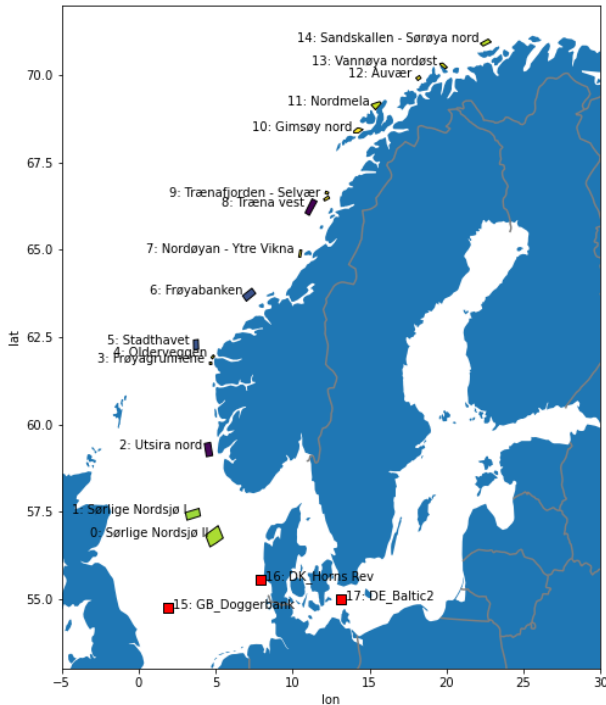 14: Sandskallen - Sørøya nord
13: Vannøya nordøst
12: Auvær
70.0
11: Nordmela
10: Gimsøy nord
67.5
9: Trænafjorden - Selvær
8: Træna vest
7: Nordøyan - Ytre Vikna
65.0
6: Frøyabanken
lat
62.5
5: Stadthavet
4: Olderveggen
3: Frøyagrunnene
60.0
2: Utsira nord
57.5
1: Sørlige Nordsjø I
0: Sørlige Nordsjø II
16: DK_Horns Rev
55.0
15: GB_Doggerbank
17: DE_Baltic2
−5 0 5 10 15 20 25 30
lon